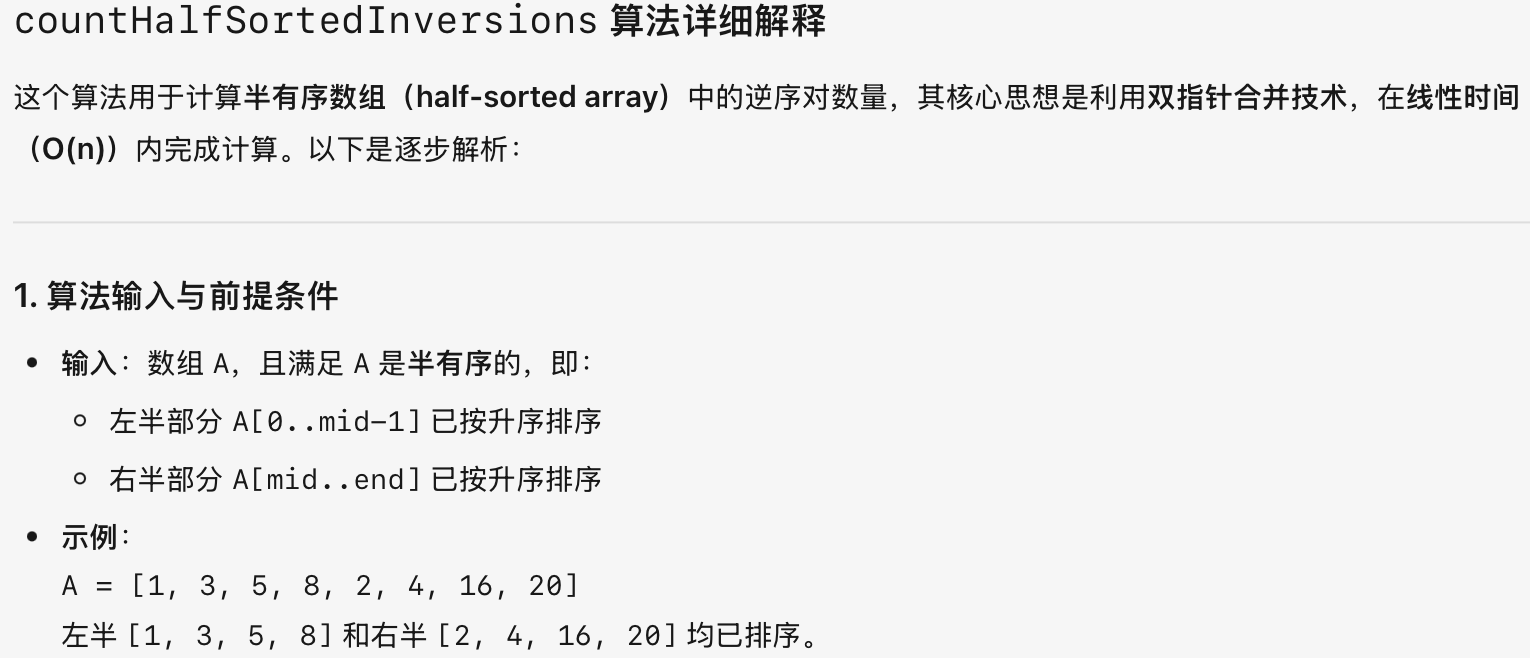 countHalfSortedInversions 算法详细解释
这个算法用于计算半有序数组（half-sorted array）中的逆序对数量，其核心思想是利用双指针合并技术，在线性时间
（O(n)）内完成计算。以下是逐步解析：
1. 算法输入与前提条件
• 输入：数组 A，且满足 A 是半有序的，即：
○ 左半部分 A[0..mid-1] 已按升序排序
○ 右半部分 A[mid..end] 已按升序排序
• 示例：
A = [1, 3, 5, 8, 2, 4, 16, 20]
左半 [1, 3, 5, 8] 和右半 [2, 4, 16, 20] 均已排序。